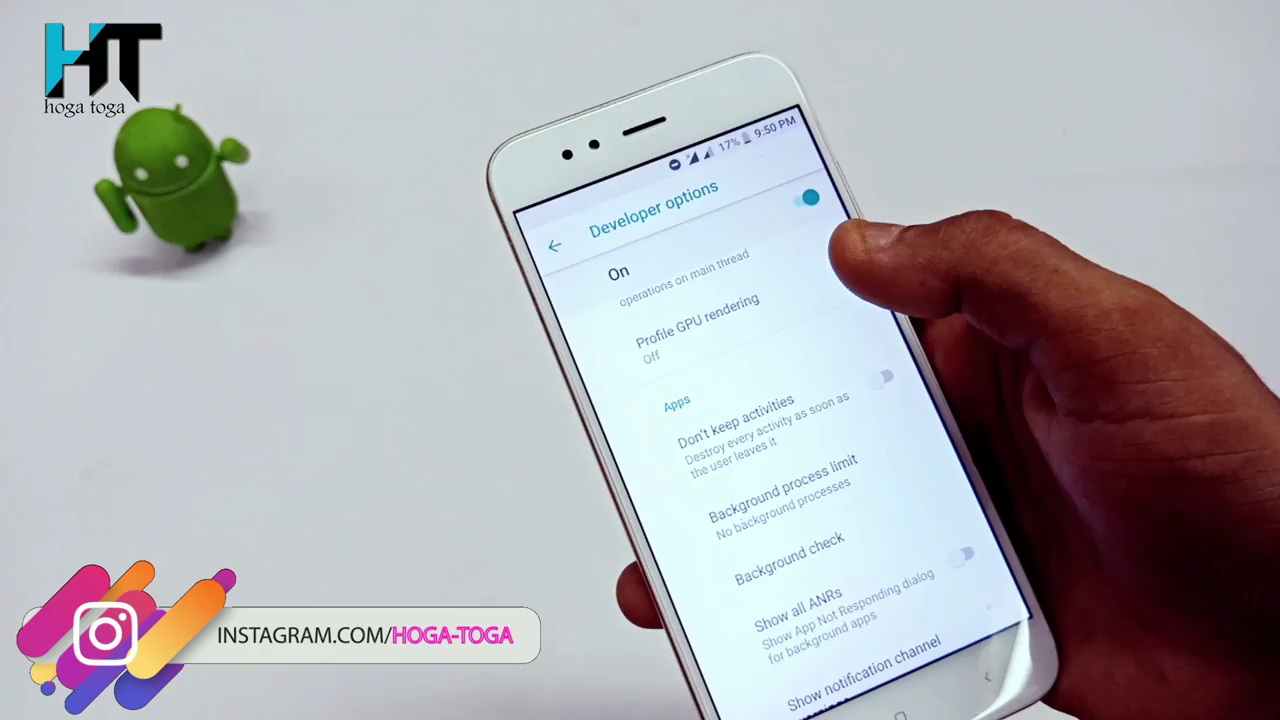 HT
hoga toga
17%
9:50 PM
Developer options
On
operations on main thread
Profile GPU rendering
Off
Apps
Don't keep activities
Destroy every activity as soon as
the user leaves it
Background process limit
No background processes
Background check
Show all ANRs
Show App Not Responding dialog
for background apps
Show notification channel
INSTAGRAM.COM/HOGA-TOGA